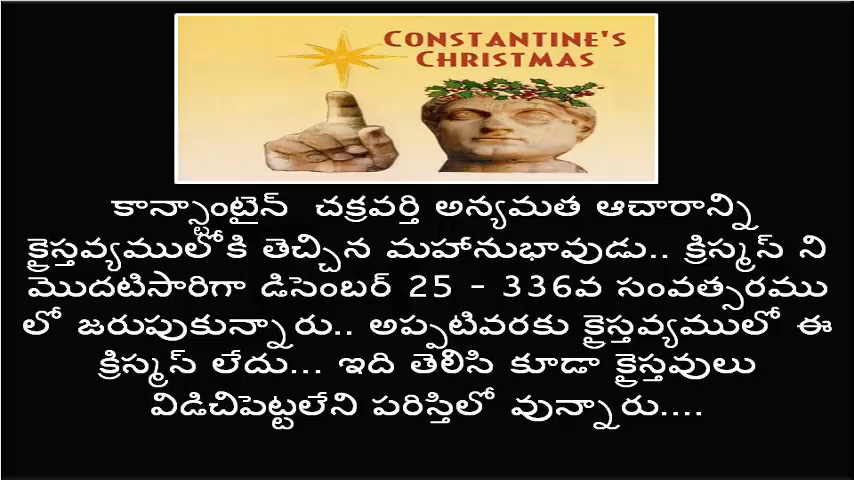 CONSTANTINE'S
CHRISTMAS
కాన్స్టాంటైన్ చక్రవర్తి అన్యమత ఆచారాన్ని
క్రైస్తవ్యములోకి తెచ్చిన మహానుభావుడు.. క్రిస్మస్ ని
మొదటిసారిగా డిసెంబర్ 25 - 336వ సంవత్సరము
లో జరుపుకున్నారు.. అప్పటివరకు క్రైస్తవ్యములో ఈ
క్రిస్మస్ లేదు... ఇది తెలిసి కూడా క్రైస్తవులు
విడిచిపెట్టలేని పరిస్తిలో వున్నారు....